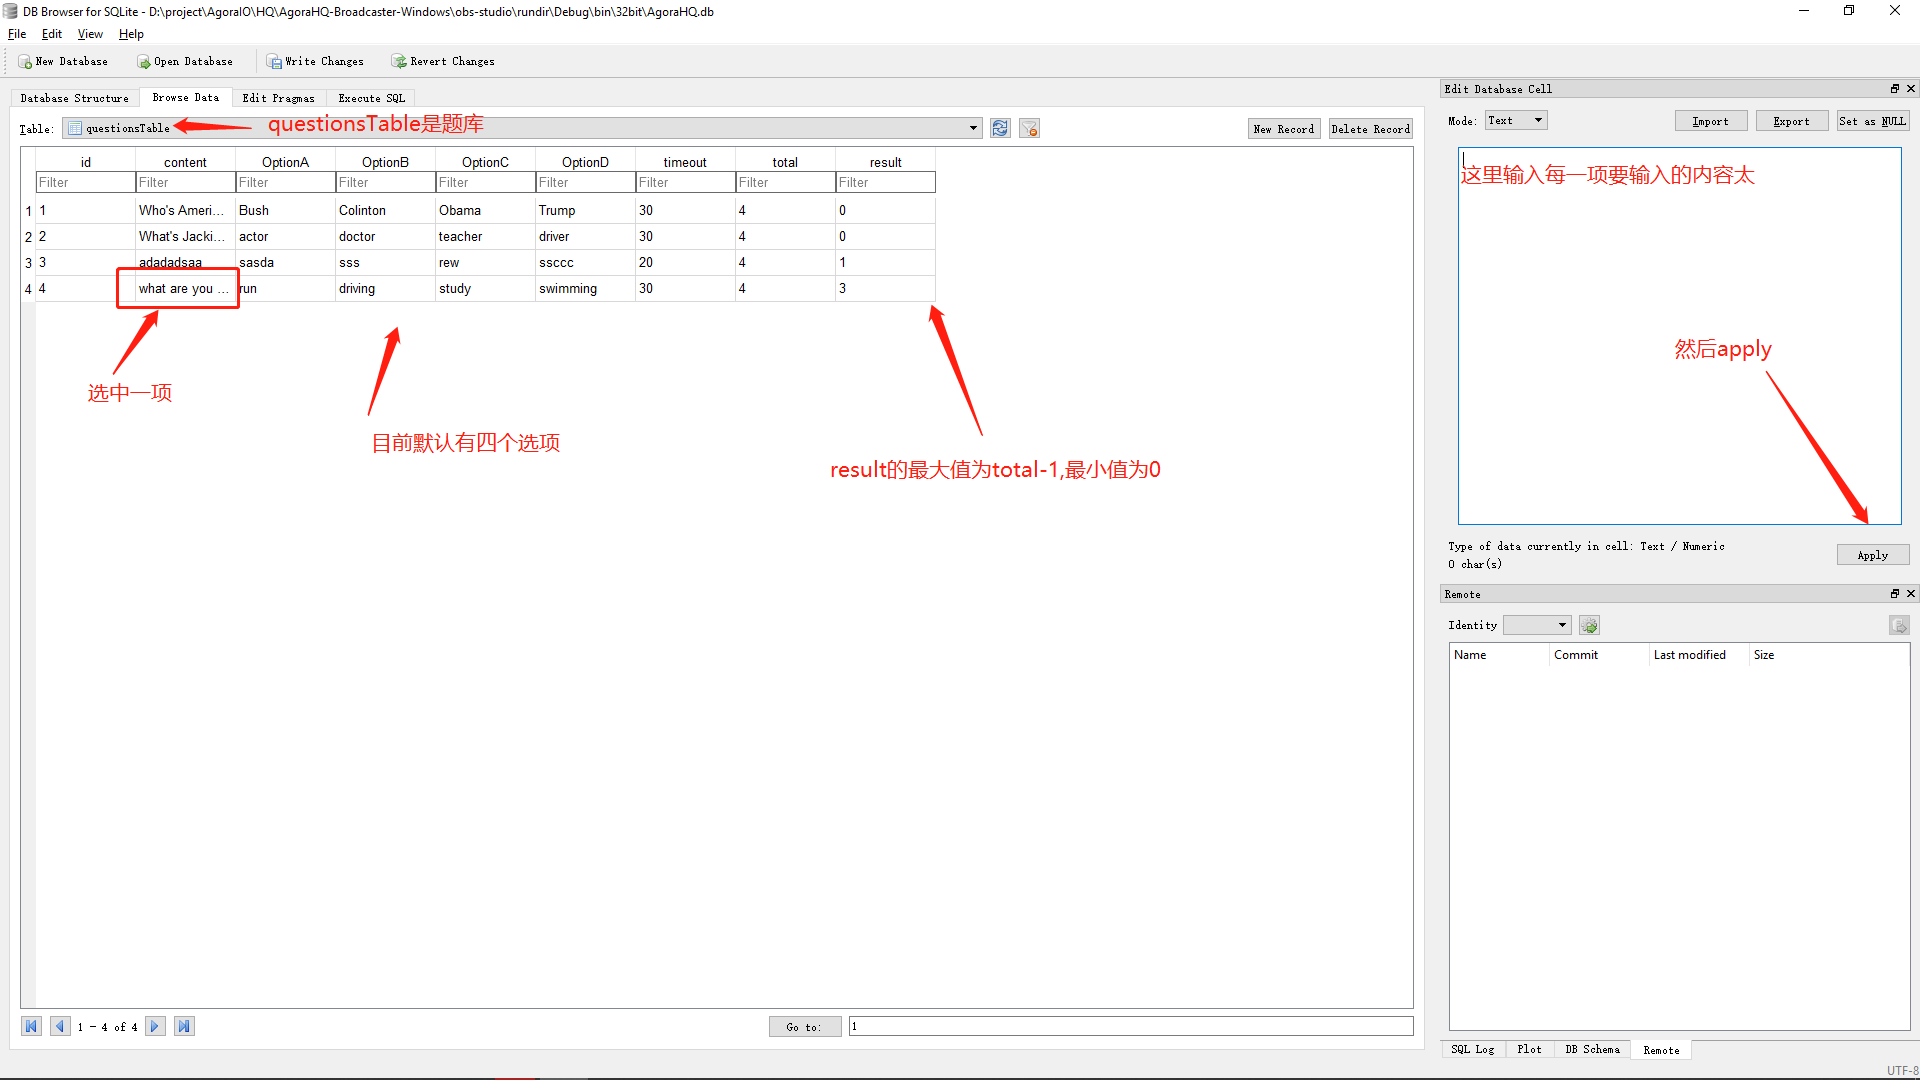 DB Browser for SQLite - D:\project\AgoraIO\HQ\AgoraHQ-Broadcaster-Windows\obs-studio\rundir\Debug\bin\32bit\AgoraHQ.db
File Edit View Help
New Database Open Database Write Changes Revert Changes
Database Structure Browse Data Edit Pragmas Execute SQL
Table: questionsTable questionsTable是题库 New Record Delete Record
id content OptionA OptionB OptionC OptionD timeout total result
Filter Filter Filter Filter Filter Filter Filter Filter Filter
1 1 Who's Ameri... Bush Colinton Obama Trump 30 4 0
2 2 What's Jacki... actor doctor teacher driver 30 4 0
3 3 adadadsaa sasda sss rew ssccc 20 4 1
4 4 what are you ... run driving study swimming 30 4 3
选中一项
目前默认有四个选项
result的最大值为total-1,最小值为0
1 - 4 of 4 Go to: 1
Edit Database Cell
Mode: Text Import Export Set as NULL
这里输入每一项要输入的内容太
然后apply
Type of data currently in cell: Text / Numeric
0 char(s)
Apply
Remote
Identity
Name Commit Last modified Size
SQL Log Plot DB Schema Remote
UTF-8